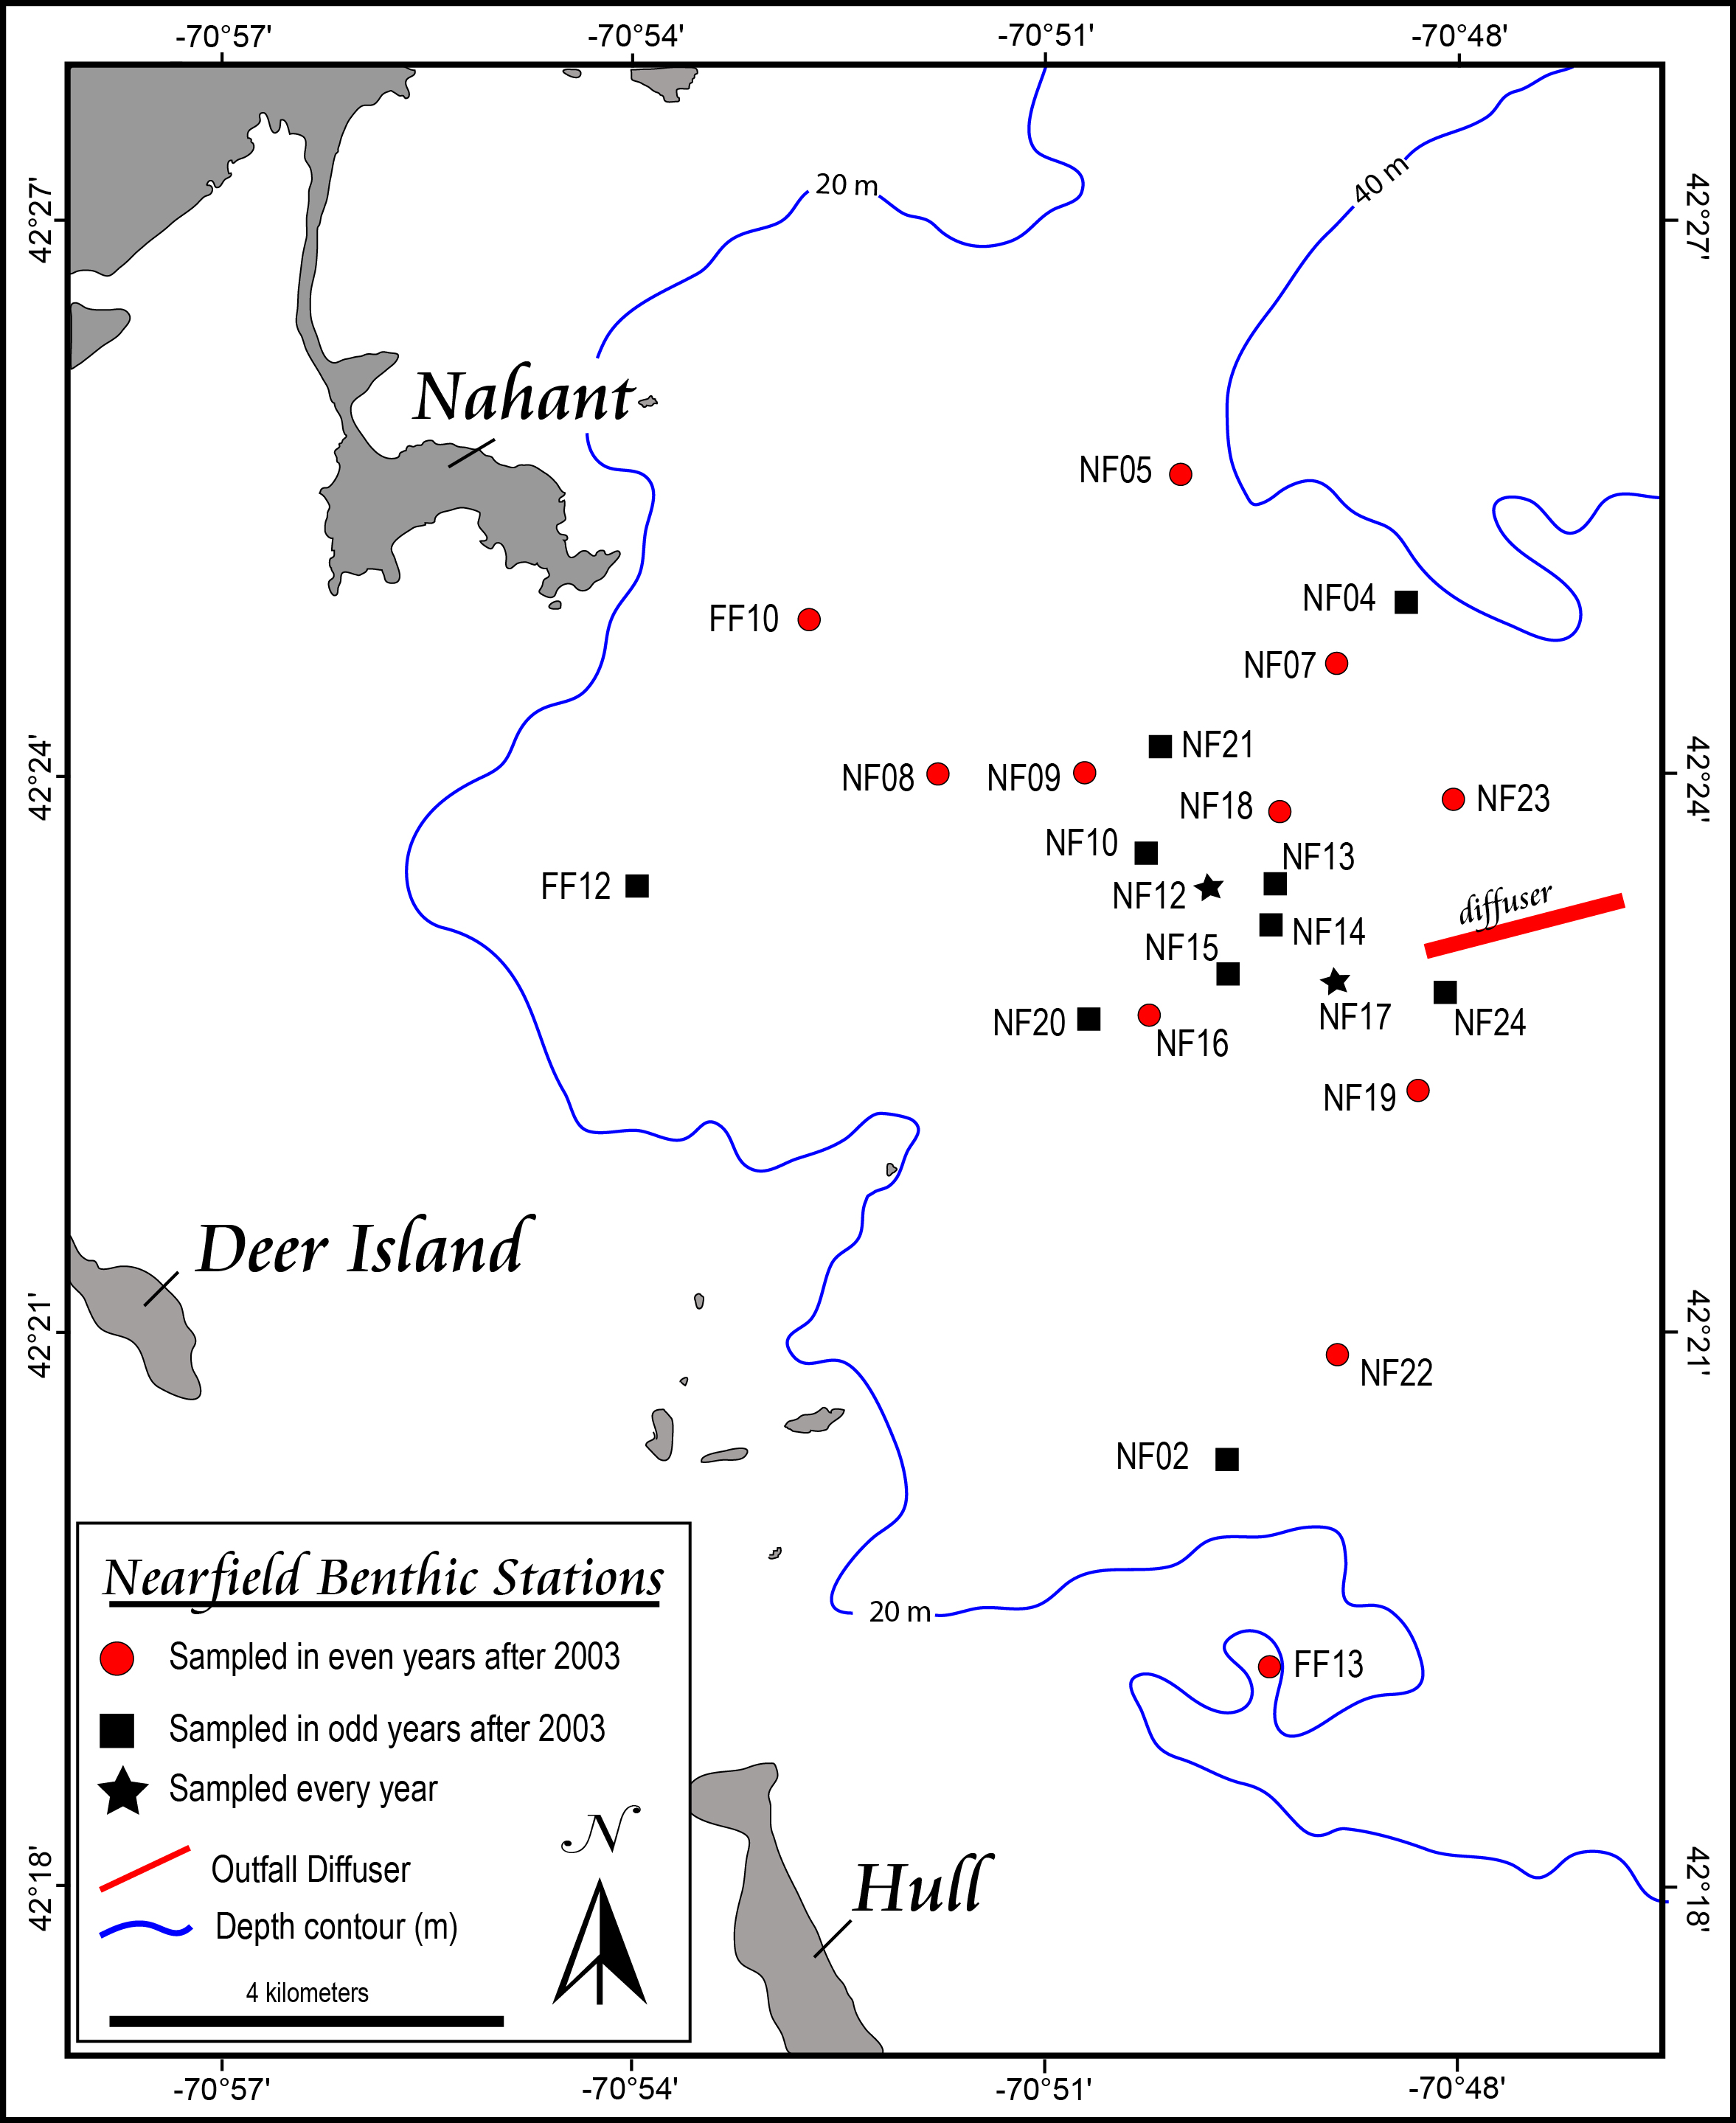 -70°57' -70°54' -70°51' -70°48'
42°27' 42°27'
20 m
40 m
Nahant
NF05
NF04
FF10
NF07
NF21
42°24' 42°24'
NF08 NF09
NF23
NF18
NF10
NF13
FF12
NF12
diffuser
NF14
NF15
NF17
NF20
NF24
NF16
NF19
Deer Island
42°21' 42°21'
NF22
NF02
20 m
FF13
Nearfield Benthic Stations
Sampled in even years after 2003
Sampled in odd years after 2003
Sampled every year
N
Outfall Diffuser
Hull
42°18' 42°18'
Depth contour (m)
4 kilometers
-70°57' -70°54' -70°51' -70°48'